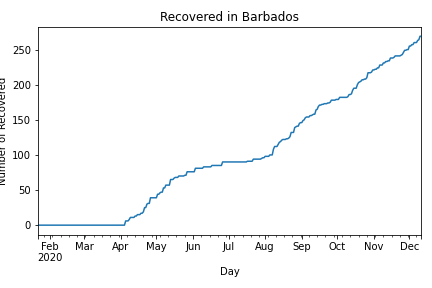 Recovered in Barbados
Number of Recovered
250
200
150
100
50
0
Feb Mar Apr May Jun Jul Aug Sep Oct Nov Dec
2020
Day